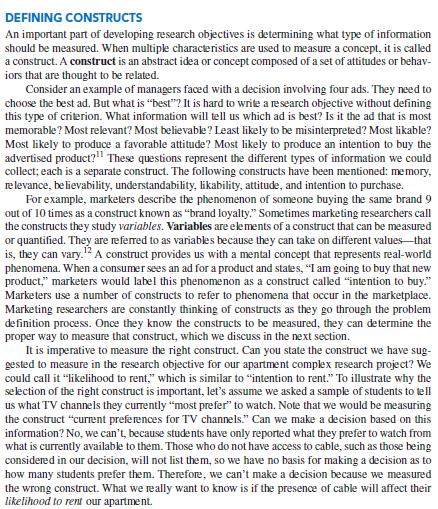 DEFINING CONSTRUCTS
An important part of developing research objectives is determining what type of information
should be measured. When multiple characteristics are used to measure a concept, it is called
a construct. A construct is an abstract idea or concept composed of a set of attitudes or behav-
iors that are thought to be related.
Consider an example of managers faced with a decision involving four ads. They need to
choose the best ad. But what is “best”? It is hard to write a research objective without defining
this type of criterion. What information will tell us which ad is best? Is it the ad that is most
memorable? Most relevant? Most believable? Least likely to be misinterpreted? Most likable?
Most likely to produce a favorable attitude? Most likely to produce an intention to buy the
advertised product?11 These questions represent the different types of information we could
collect; each is a separate construct. The following constructs have been mentioned: memory,
relevance, believability, understandability, likability, attitude, and intention to purchase.
For example, marketers describe the phenomenon of someone buying the same brand 9
out of 10 times as a construct known as “brand loyalty.” Sometimes marketing researchers call
the constructs they study variables. Variables are elements of a construct that can be measured
or quantified. They are referred to as variables because they can take on different values—that
is, they can vary.12 A construct provides us with a mental concept that represents real-world
phenomena. When a consumer sees an ad for a product and states, “I am going to buy that new
product,” marketers would label this phenomenon as a construct called “intention to buy.”
Marketers use a number of constructs to refer to phenomena that occur in the marketplace.
Marketing researchers are constantly thinking of constructs as they go through the problem
definition process. Once they know the constructs to be measured, they can determine the
proper way to measure that construct, which we discuss in the next section.
It is imperative to measure the right construct. Can you state the construct we have sug-
gested to measure in the research objective for our apartment complex research project? We
could call it “likelihood to rent,” which is similar to “intention to rent.” To illustrate why the
selection of the right construct is important, let’s assume we asked a sample of students to tell
us what TV channels they currently “most prefer” to watch. Note that we would be measuring
the construct “current preferences for TV channels.” Can we make a decision based on this
information? No, we can’t, because students have only reported what they prefer to watch from
what is currently available to them. Those who do not have access to cable, such as those being
considered in our decision, will not list them, so we have no basis for making a decision as to
how many students prefer them. Therefore, we can’t make a decision because we measured
the wrong construct. What we really want to know is if the presence of cable will affect their
likelihood to rent our apartment.